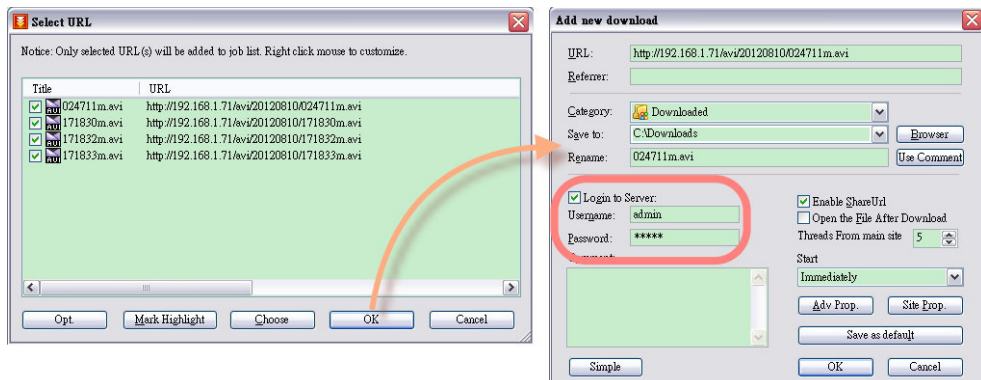 Select URL
Notice: Only selected URL(s) will be added to job list. Right click mouse to customize.
Title URL
024711m.avi http://192.168.1.71/avi/20120810/024711m.avi
171830m.avi http://192.168.1.71/avi/20120810/171830m.avi
171832m.avi http://192.168.1.71/avi/20120810/171832m.avi
171833m.avi http://192.168.1.71/avi/20120810/171833m.avi
Opt. Mark Highlight Choose OK Cancel
Add new download
URL: http://192.168.1.71/avi/20120810/024711m.avi
Referrer:
Category: Downloaded
Save to: C:\Downloads Browser
Rename: 024711m.avi Use Comment
Login to Server:
Username: admin
Password: *****
Comment:
Enable ShareUrl
Open the File After Download
Threads From main site 5
Start
Immediately
Adv Prop. Site Prop.
Save as default
Simple OK Cancel